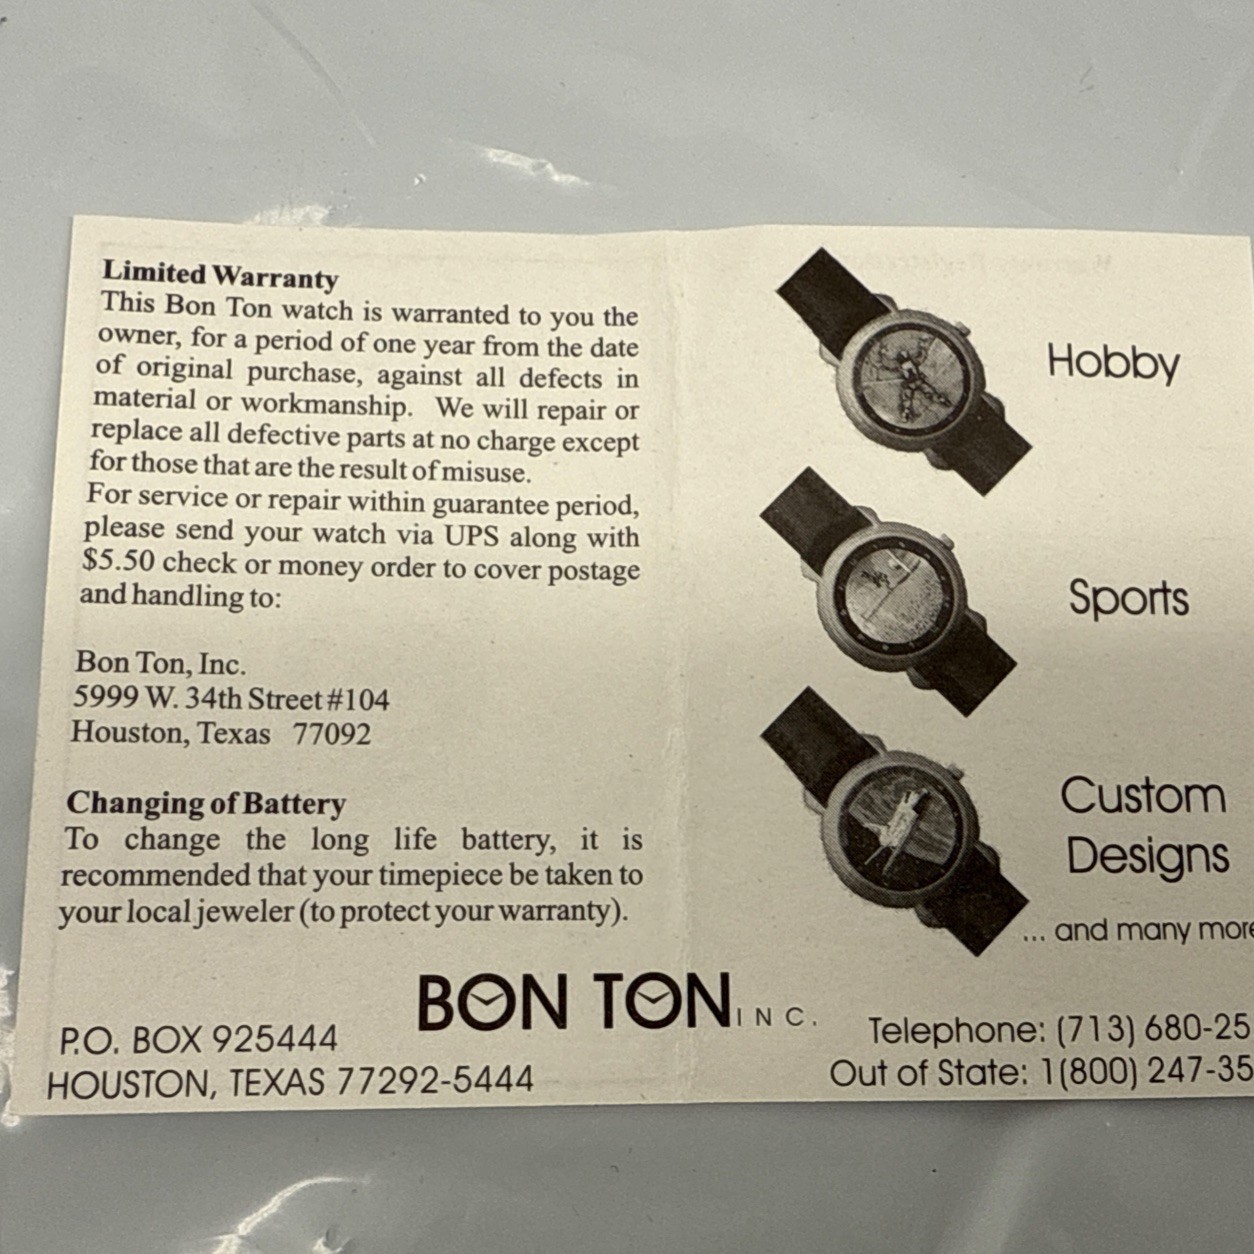 Limited Warranty
This Bon Ton watch is warranted to you the
owner, for a period of one year from the date
of original purchase, against all defects in
material or workmanship. We will repair or
replace all defective parts at no charge except
for those that are the result of misuse.
For service or repair within guarantee period,
please send your watch via UPS along with
$5.50 check or money order to cover postage
and handling to:
Bon Ton, Inc.
5999 W. 34th Street #104
Houston, Texas 77092
Changing of Battery
To change the long life battery, it is
recommended that your timepiece be taken to
your local jeweler (to protect your warranty).
Hobby
Sports
Custom
Designs
... and many more
BON TON INC.
P.O. BOX 925444
HOUSTON, TEXAS 77292-5444
Telephone: (713) 680-25
Out of State: 1(800) 247-35